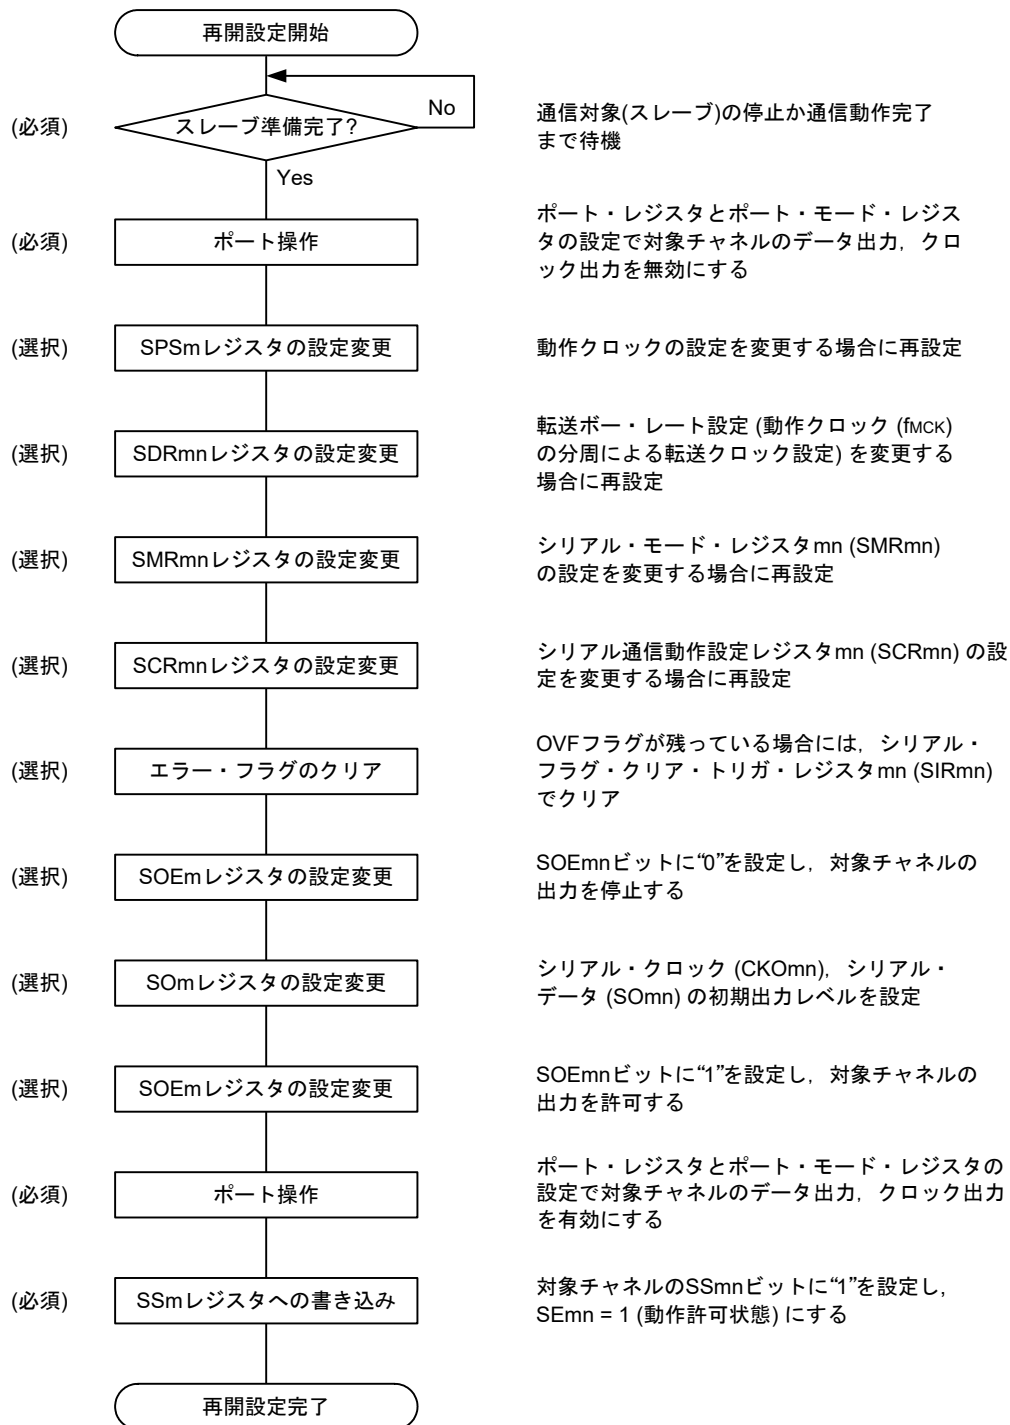 再開設定開始
No
(必須)
スレーブ準備完了?
通信対象(スレーブ)の停止か通信動作完了
まで待機
Yes
(必須)
ポート操作
ポート・レジスタとポート・モード・レジス
タの設定で対象チャネルのデータ出力，クロ
ック出力を無効にする
(選択)
SPSmレジスタの設定変更
動作クロックの設定を変更する場合に再設定
(選択)
SDRmnレジスタの設定変更
転送ボー・レート設定 (動作クロック (fMCK)
の分周による転送クロック設定) を変更する
場合に再設定
(選択)
SMRmnレジスタの設定変更
シリアル・モード・レジスタmn (SMRmn)
の設定を変更する場合に再設定
(選択)
SCRmnレジスタの設定変更
シリアル通信動作設定レジスタmn (SCRmn) の設
定を変更する場合に再設定
(選択)
エラー・フラグのクリア
OVFフラグが残っている場合には，シリアル・
フラグ・クリア・トリガ・レジスタmn (SIRmn)
でクリア
(選択)
SOEmレジスタの設定変更
SOEmnビットに“0”を設定し，対象チャネルの
出力を停止する
(選択)
SOmレジスタの設定変更
シリアル・クロック (CKOmn)，シリアル・
データ (SOmn) の初期出力レベルを設定
(選択)
SOEmレジスタの設定変更
SOEmnビットに“1”を設定し，対象チャネルの
出力を許可する
(必須)
ポート操作
ポート・レジスタとポート・モード・レジスタの
設定で対象チャネルのデータ出力，クロック出力
を有効にする
(必須)
SSmレジスタへの書き込み
対象チャネルのSSmnビットに“1”を設定し，
SEmn = 1 (動作許可状態) にする
再開設定完了